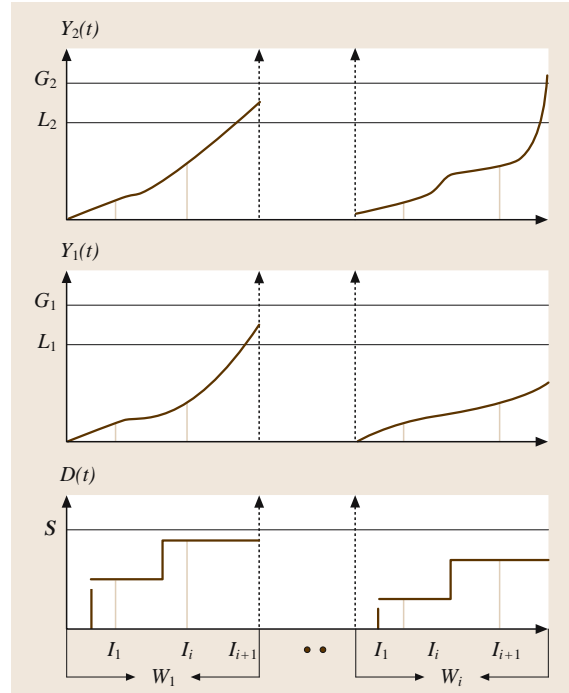 Y₂(t)
G₂
L₂
Y₁(t)
G₁
L₁
D(t)
S
I₁ Iᵢ Iᵢ₊₁ I₁ Iᵢ Iᵢ₊₁
W₁ Wᵢ